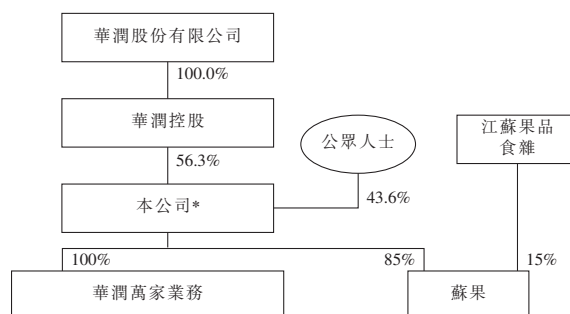 華潤股份有限公司
100.0%
華潤控股
公眾人士
江蘇果品
食雜
56.3%
本公司*
43.6%
100%
85%
15%
華潤萬家業務
蘇果